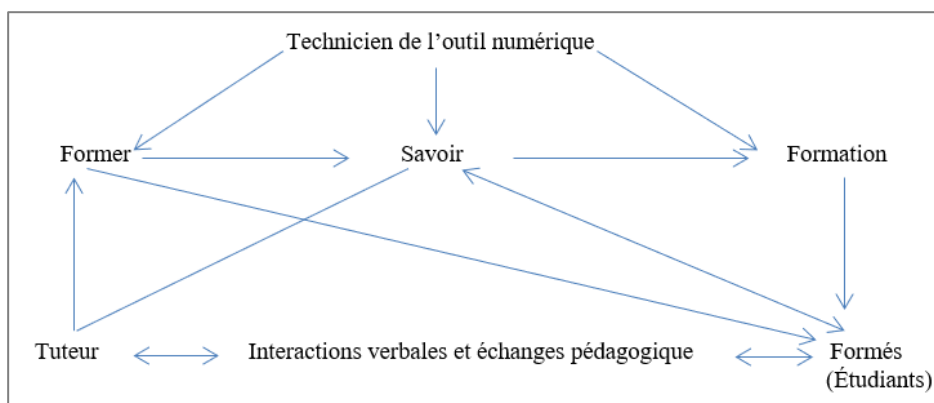 Technicien de l’outil numérique
Former Savoir Formation
Tuteur Interactions verbales et échanges pédagogique Formés
(Étudiants)